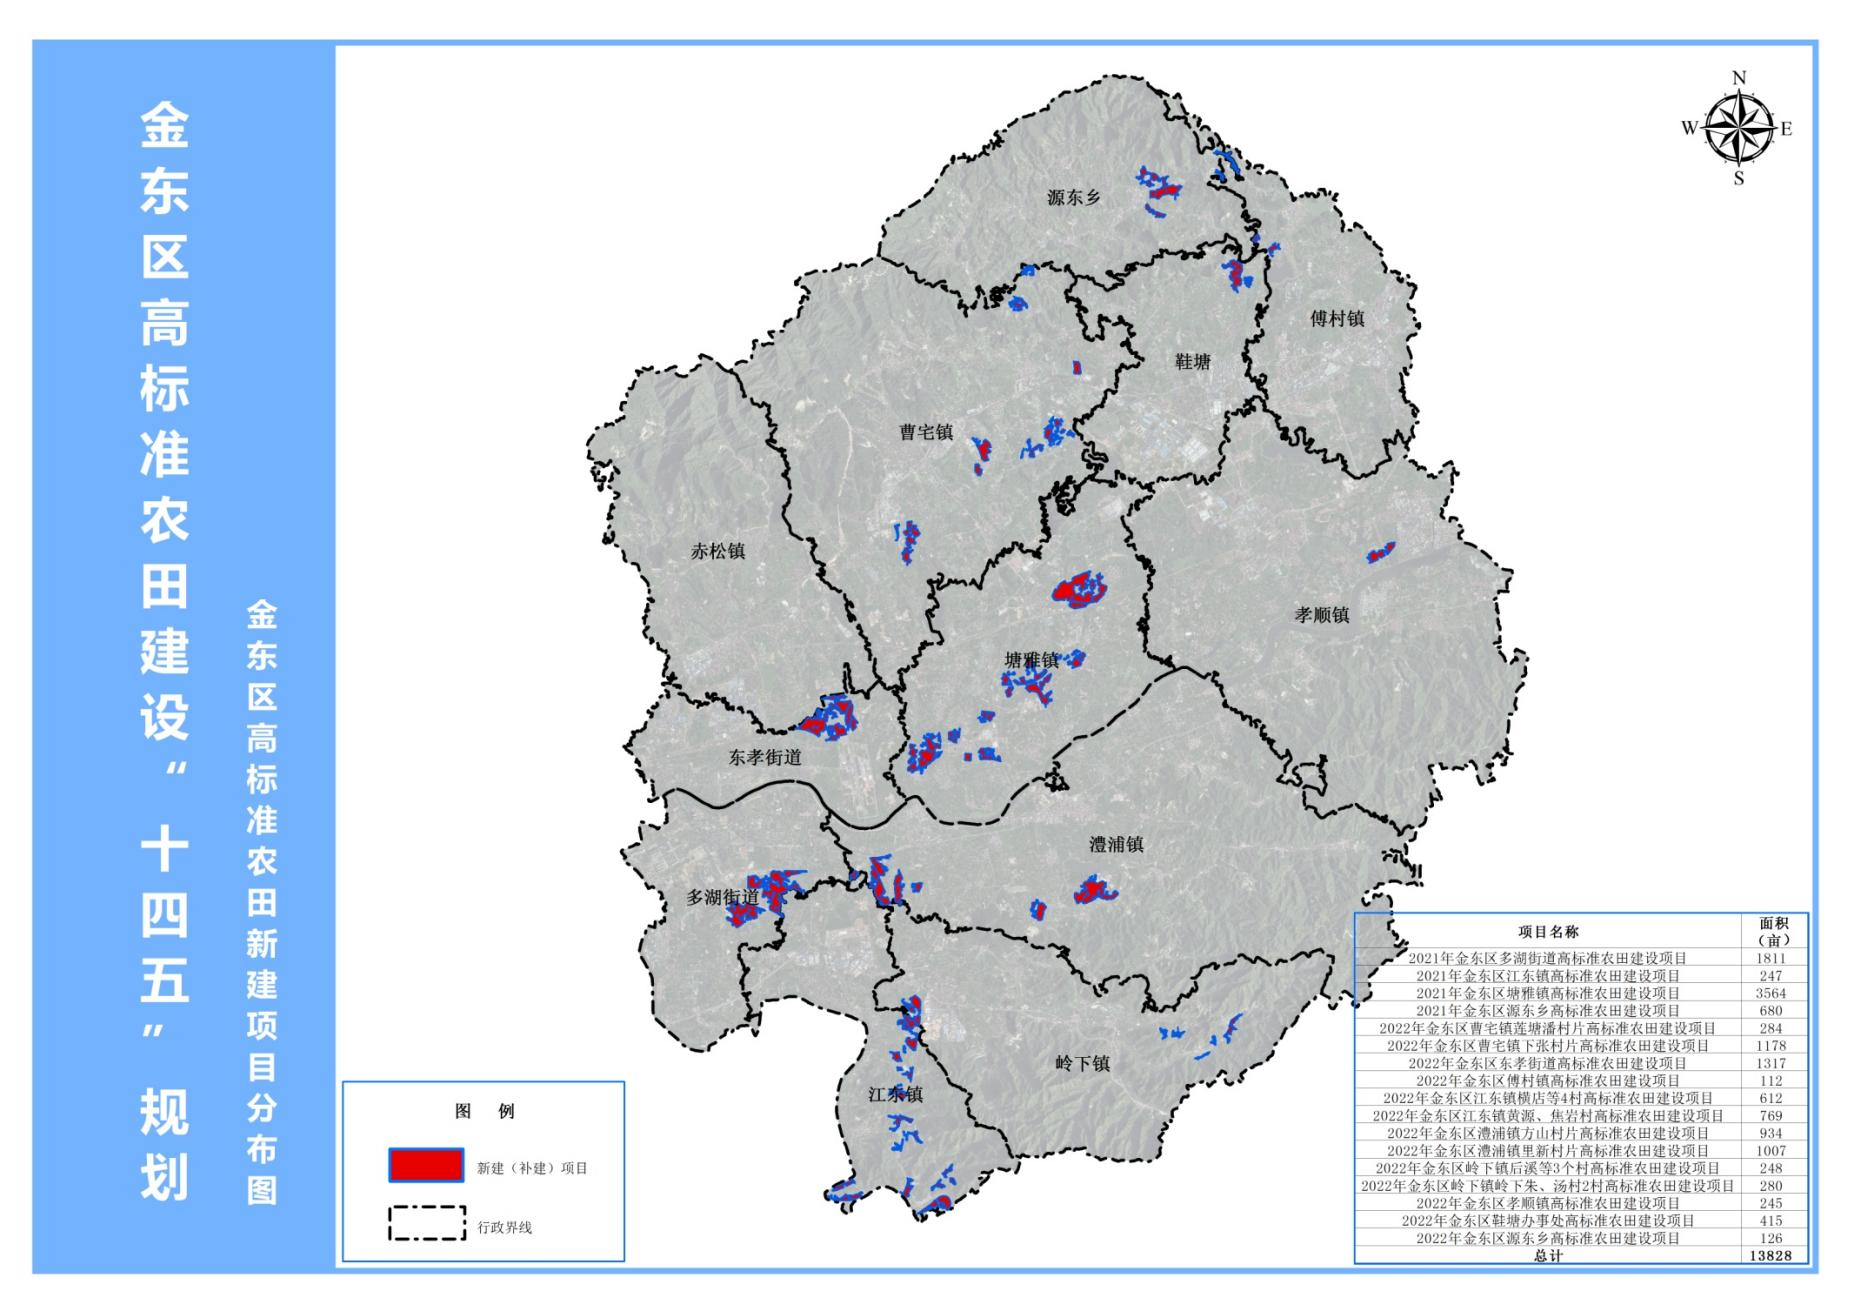 金东区高标准农田建设“十四五”规划
金东区高标准农田新建项目分布图
N
W
E
S
源东乡
傅村镇
鞋塘
曹宅镇
赤松镇
孝顺镇
塘雅镇
东孝街道
澧浦镇
多湖街道
岭下镇
江东镇
图 例
新建（补建）项目
行政界线
项目名称 面积（亩）
2021年金东区多湖街道高标准农田建设项目 1811
2021年金东区江东镇高标准农田建设项目 247
2021年金东区塘雅镇高标准农田建设项目 3564
2021年金东区源东乡高标准农田建设项目 680
2022年金东区曹宅镇莲塘潘村片高标准农田建设项目 284
2022年金东区曹宅镇下张村片高标准农田建设项目 1178
2022年金东区东孝街道高标准农田建设项目 1317
2022年金东区傅村镇高标准农田建设项目 112
2022年金东区江东镇横店等4村高标准农田建设项目 612
2022年金东区江东镇黄源、焦岩村高标准农田建设项目 769
2022年金东区澧浦镇方山村片高标准农田建设项目 934
2022年金东区澧浦镇里新村片高标准农田建设项目 1007
2022年金东区岭下镇后溪等3个村高标准农田建设项目 248
2022年金东区岭下镇岭下朱、汤村2村高标准农田建设项目 280
2022年金东区孝顺镇高标准农田建设项目 245
2022年金东区鞋塘办事处高标准农田建设项目 415
2022年金东区源东乡高标准农田建设项目 126
总计 13828